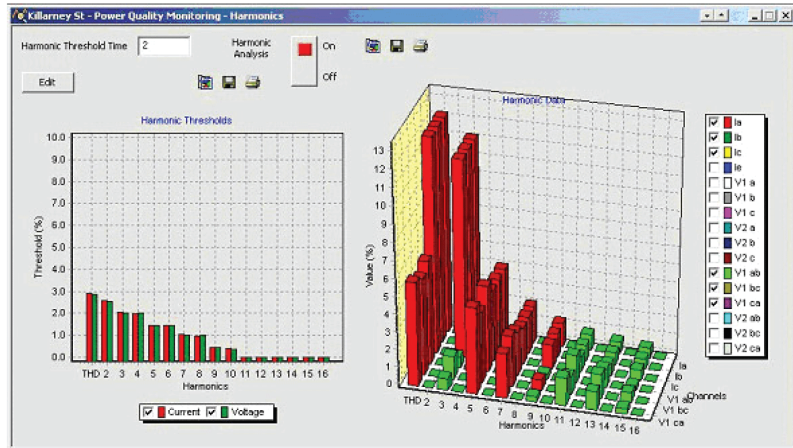 Killarney St - Power Quality Monitoring - Harmonics
Harmonic Threshold Time 2
Harmonic Analysis
On
Off
Edit
Harmonic Thresholds
10.0
9.0
8.0
7.0
6.0
5.0
4.0
3.0
2.0
1.0
0.0
Threshold (%)
THD 2 3 4 5 6 7 8 9 10 11 12 13 14 15 16
Harmonics
Current Voltage
Harmonic Data
13
12
11
10
9
8
7
6
5
4
3
2
1
0
Value (%)
THD 2 3 4 5 6 7 8 9 10 11 12 13 14 15 16
Harmonics
Ia
Ib
Ic
V1 ab
V1 bc
V1 ca
Channels
Ia
Ib
Ic
Ie
V1 a
V1 b
V1 c
V2 a
V2 b
V2 c
V1 ab
V1 bc
V1 ca
V2 ab
V2 bc
V2 ca